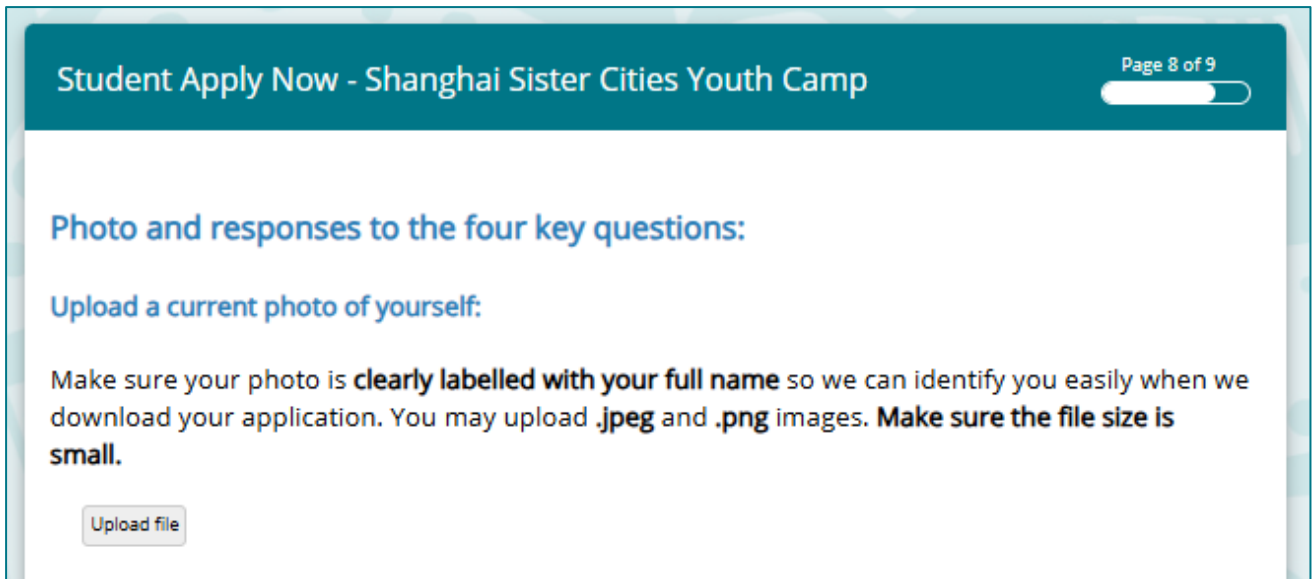 Student Apply Now - Shanghai Sister Cities Youth Camp
Page 8 of 9
Photo and responses to the four key questions:
Upload a current photo of yourself:
Make sure your photo is clearly labelled with your full name so we can identify you easily when we
download your application. You may upload .jpeg and .png images. Make sure the file size is
small.
Upload file